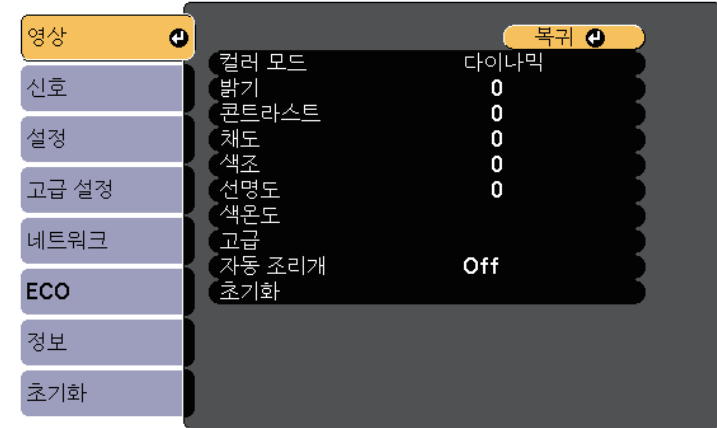 영상
복귀
컬러 모드 다이나믹
밝기 0
콘트라스트 0
채도 0
색조 0
선명도 0
색온도
고급
자동 조리개 Off
초기화
신호
설정
고급 설정
네트워크
ECO
정보
초기화